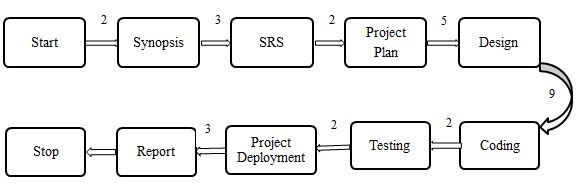 Start
2
Synopsis
3
SRS
2
Project
Plan
5
Design
9
Coding
2
Testing
2
Project
Deployment
3
Report
Stop